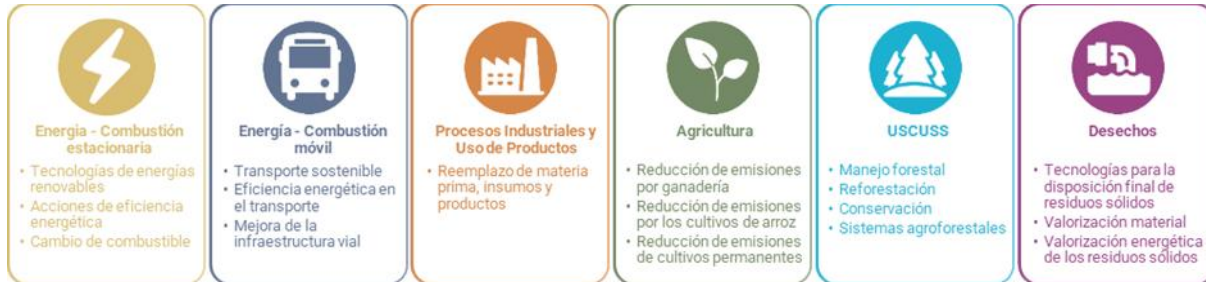 Energia - Combustión
estacionaria
• Tecnologías de energías
renovables
• Acciones de eficiencia
energética
• Cambio de combustible
Energía - Combustión
móvil
• Transporte sostenible
• Eficiencia energética en
el transporte
• Mejora de la
infraestructura vial
Procesos Industriales y
Uso de Productos
• Reemplazo de materia
prima, insumos y
productos
Agricultura
• Reducción de emisiones
por ganadería
• Reducción de emisiones
por los cultivos de arroz
• Reducción de emisiones
de cultivos permanentes
USCUSS
• Manejo forestal
• Reforestación
• Conservación
• Sistemas agroforestales
Desechos
• Tecnologías para la
disposición final de
residuos sólidos
• Valorización material
• Valorización energética
de los residuos sólidos